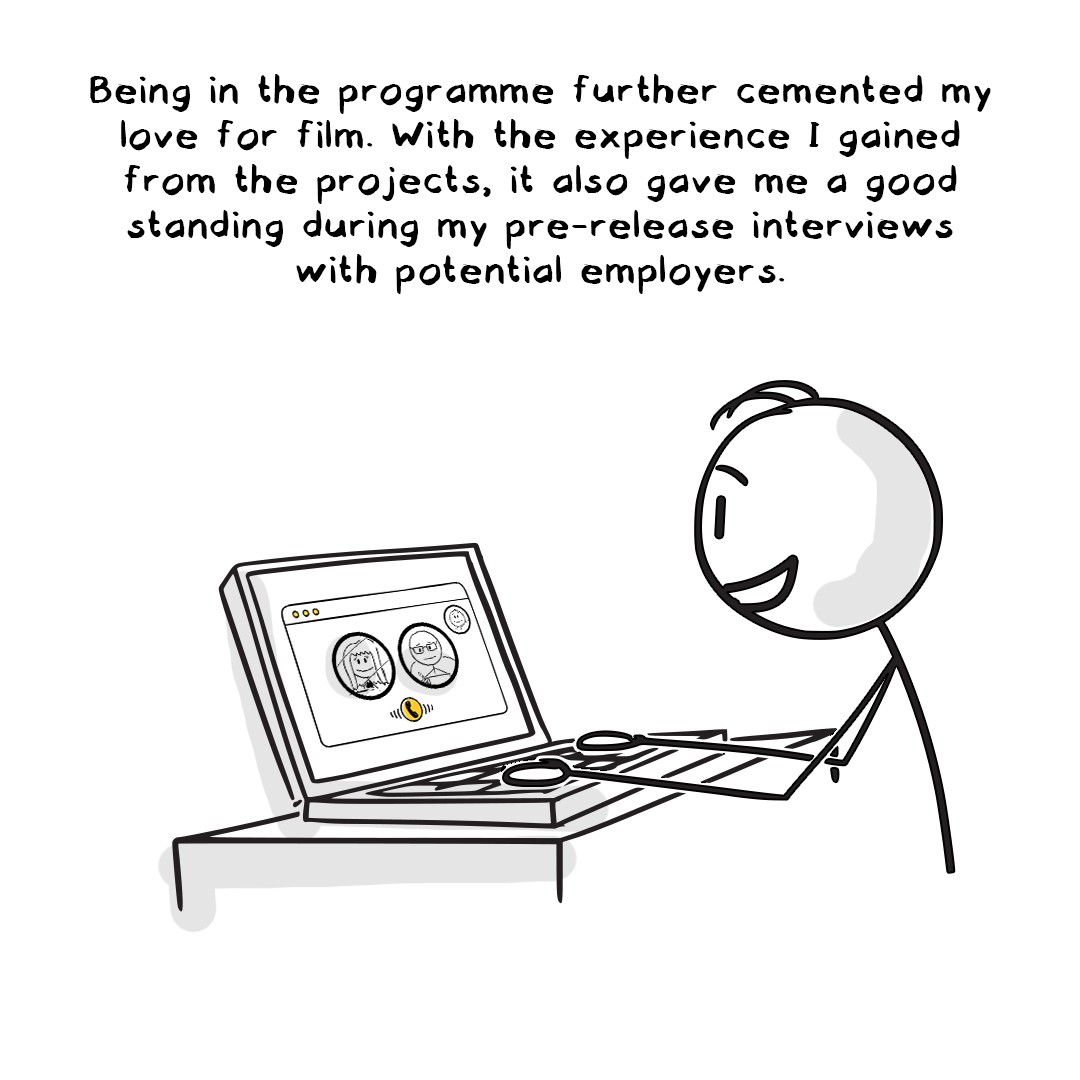 Being in the programme further cemented my
love for film. With the experience I gained
from the projects, it also gave me a good
standing during my pre-release interviews
with potential employers.